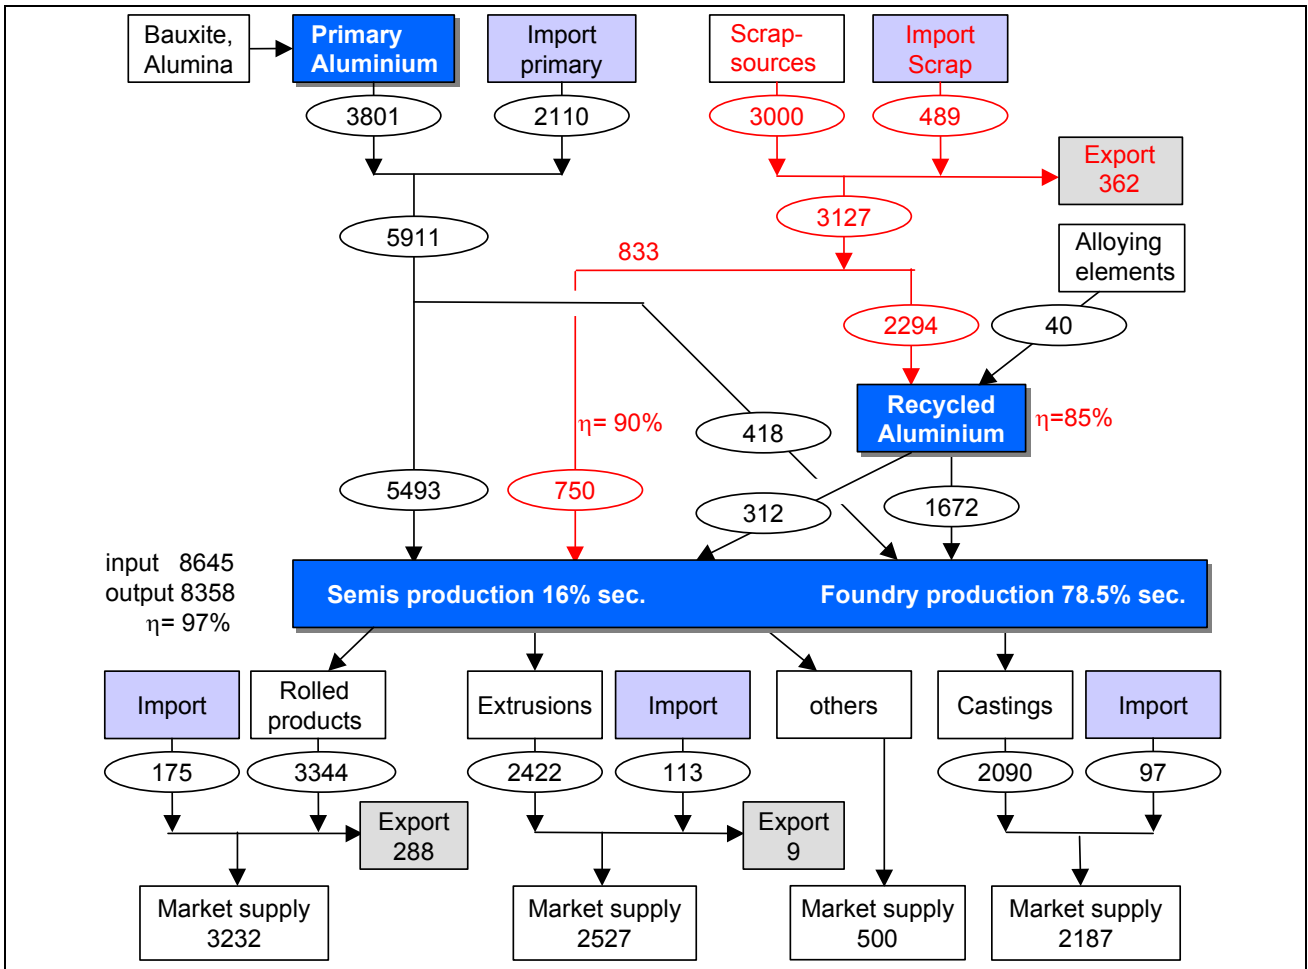 Bauxite,
Alumina
Primary
Aluminium
Import
primary
Scrap-
sources
Import
Scrap
3801
2110
3000
489
Export
362
3127
5911
833
Alloying
elements
2294
40
Recycled
Aluminium
η=85%
η= 90%
418
5493
750
312
1672
input 8645
output 8358
η= 97%
Semis production 16% sec.
Foundry production 78.5% sec.
Import
Rolled
products
Extrusions
Import
others
Castings
Import
175
3344
2422
113
2090
97
Export
288
Export
9
Market supply
3232
Market supply
2527
Market supply
500
Market supply
2187